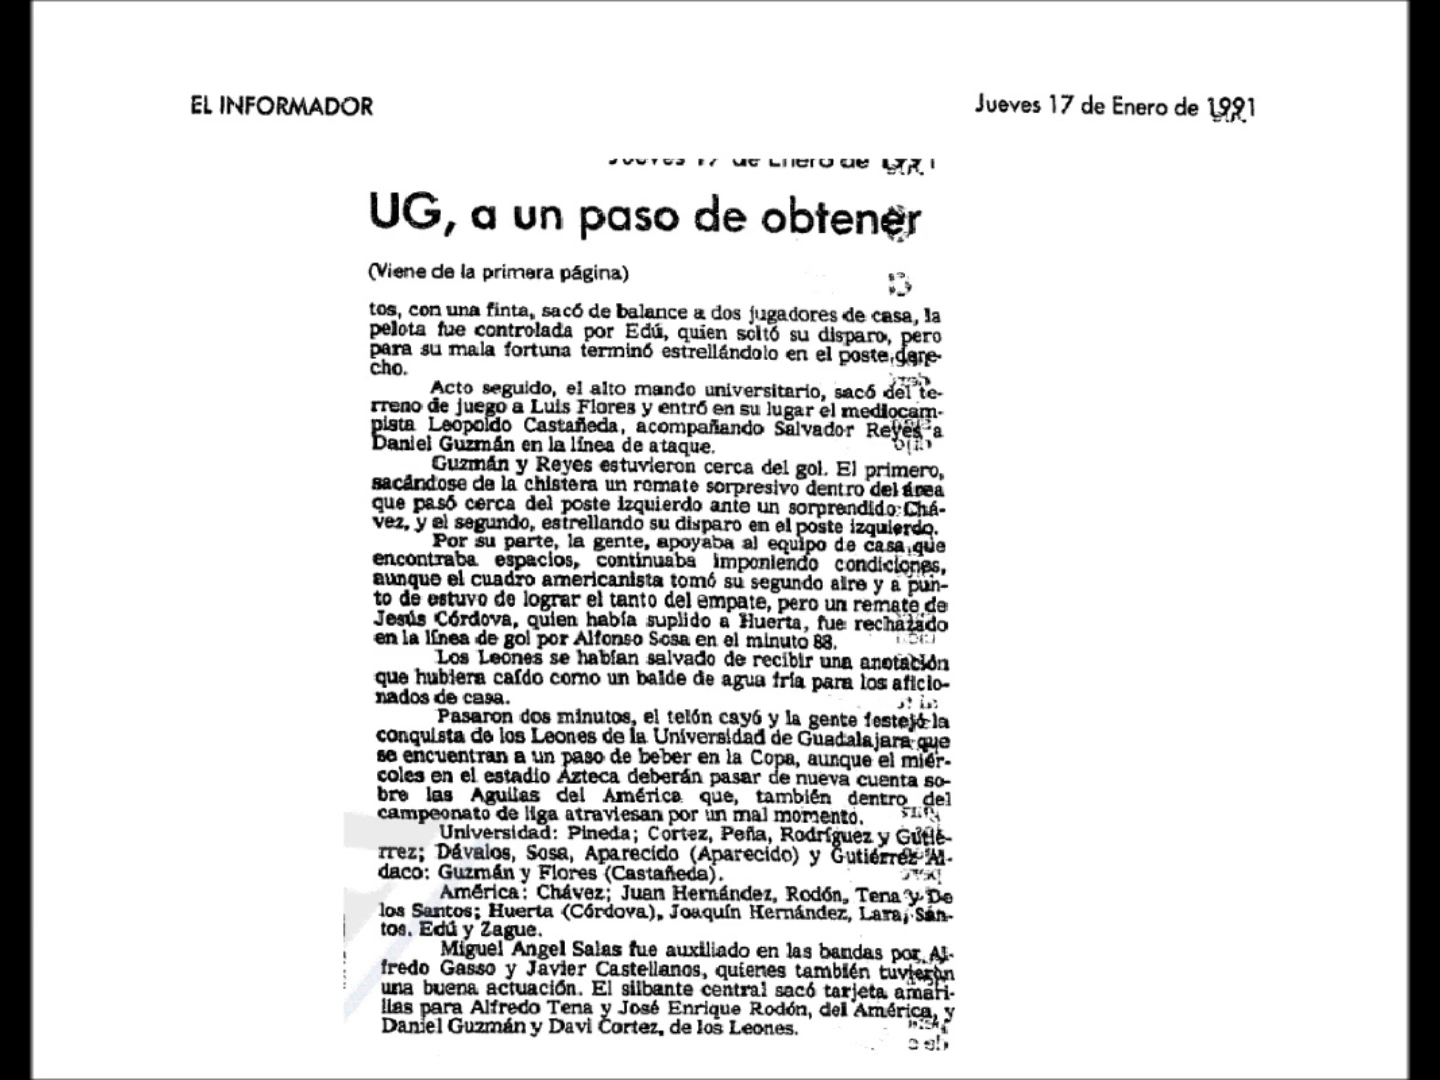 EL INFORMADOR
Jueves 17 de Enero de 1991
Jueves 17 de Enero de 1991
UG, a un paso de obtener
(Viene de la primera página)
tos, con una finta, sacó de balance a dos jugadores de casa, la
pelota fue controlada por Edú, quien soltó su disparo, pero
para su mala fortuna terminó estrellándolo en el poste dere-
cho.
Acto seguido, el alto mando universitario, sacó del te-
rreno de juego a Luis Flores y entró en su lugar el mediocam-
pista Leopoldo Castañeda, acompañando Salvador Reyes a
Daniel Guzmán en la línea de ataque.
Guzmán y Reyes estuvieron cerca del gol. El primero,
sacándose de la chistera un remate sorpresivo dentro del área
que pasó cerca del poste izquierdo ante un sorprendido Chá-
vez, y el segundo, estrellando su disparo en el poste izquierdo.
Por su parte, la gente, apoyaba al equipo de casa que
encontraba espacios, continuaba imponiendo condiciones,
aunque el cuadro americanista tomó su segundo aire y a pun-
to de estuvo de lograr el tanto del empate, pero un remate de
Jesús Córdova, quien había suplido a Huerta, fue rechazado
en la línea de gol por Alfonso Sosa en el minuto 88.
Los Leones se habían salvado de recibir una anotación
que hubiera caído como un balde de agua fría para los aficio-
nados de casa.
Pasaron dos minutos, el telón cayó y la gente festejó la
conquista de los Leones de la Universidad de Guadalajara que
se encuentran a un paso de beber en la Copa, aunque el miér-
coles en el estadio Azteca deberán pasar de nueva cuenta so-
bre las Aguilas del América que, también dentro del
campeonato de liga atraviesan por un mal momento.
Universidad: Pineda; Cortez, Peña, Rodríguez y Gutié-
rrez; Dávalos, Sosa, Aparecido (Aparecido) y Gutiérrez Al-
daco: Guzmán y Flores (Castañeda).
América: Chávez; Juan Hernández, Rodón, Tena y De
los Santos; Huerta (Córdova), Joaquín Hernández, Lara, San-
tos, Edú y Zague.
Miguel Angel Salas fue auxiliado en las bandas por Al-
fredo Gasso y Javier Castellanos, quienes también tuvieron
una buena actuación. El silbante central sacó tarjeta amari-
llas para Alfredo Tena y José Enrique Rodón, del América, y
Daniel Guzmán y Davi Cortez, de los Leones.